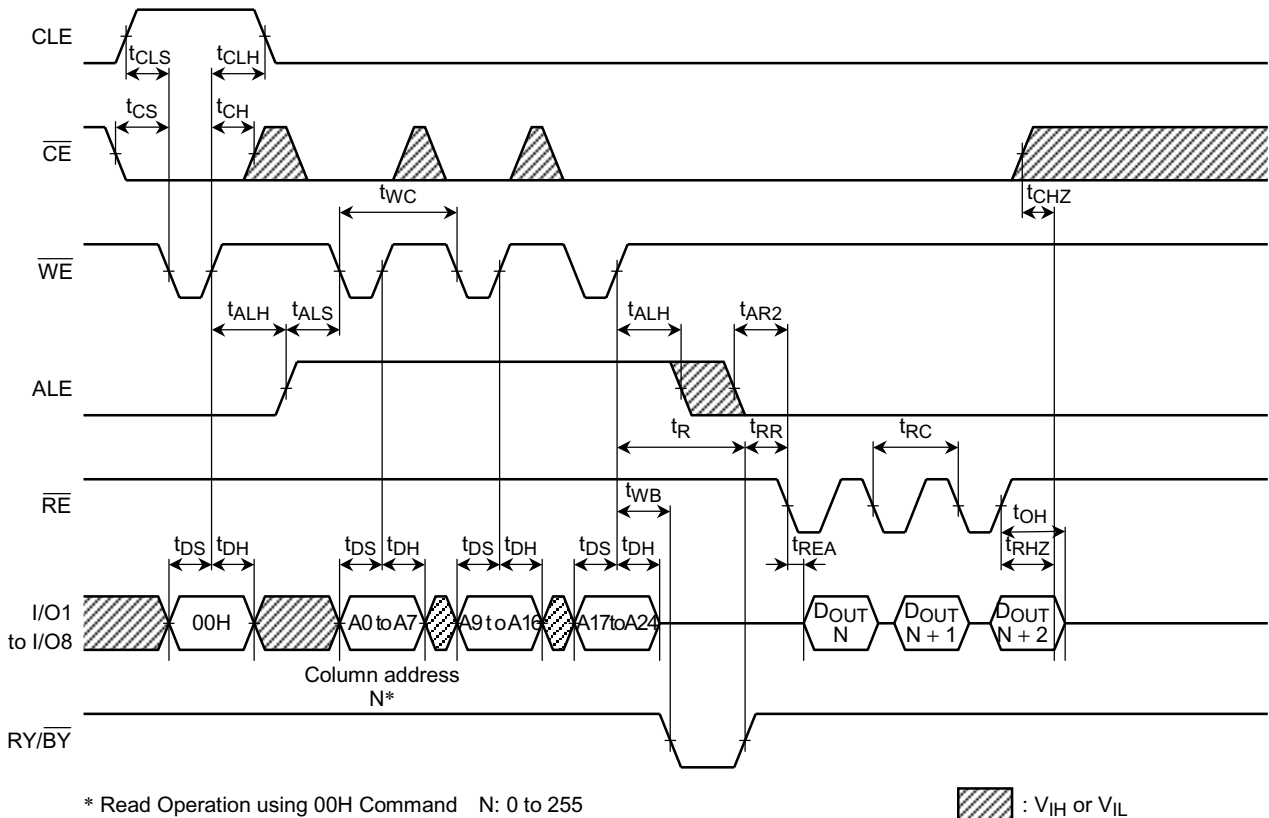 CLE
tCLS
tCLH
tCS
tCH
CE
tWC
tCHZ
WE
tALH
tALS
tALH
tAR2
ALE
tR
tRR
tRC
RE
tWB
tOH
tDS
tDH
tDS
tDH
tDS
tDH
tDS
tDH
tREA
tRHZ
I/O1
to I/O8
00H
A0 to A7
A9 to A16
A17 to A24
DOUT
N
DOUT
N + 1
DOUT
N + 2
Column address
N*
RY/BY
* Read Operation using 00H Command N: 0 to 255
: VIH or VIL